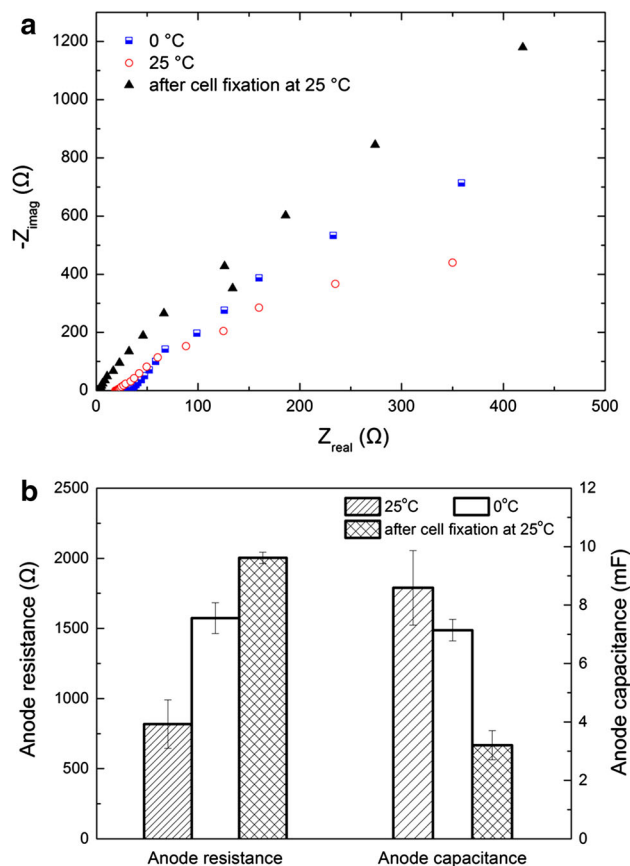 a
0 °C
25 °C
after cell fixation at 25 °C
1200
1000
800
600
400
200
0
-Z_imag (Ω)
0 100 200 300 400 500
Z_real (Ω)
b
25°C 0°C
after cell fixation at 25°C
2500
2000
1500
1000
500
0
Anode resistance (Ω)
12
10
8
6
4
2
0
Anode capacitance (mF)
Anode resistance Anode capacitance